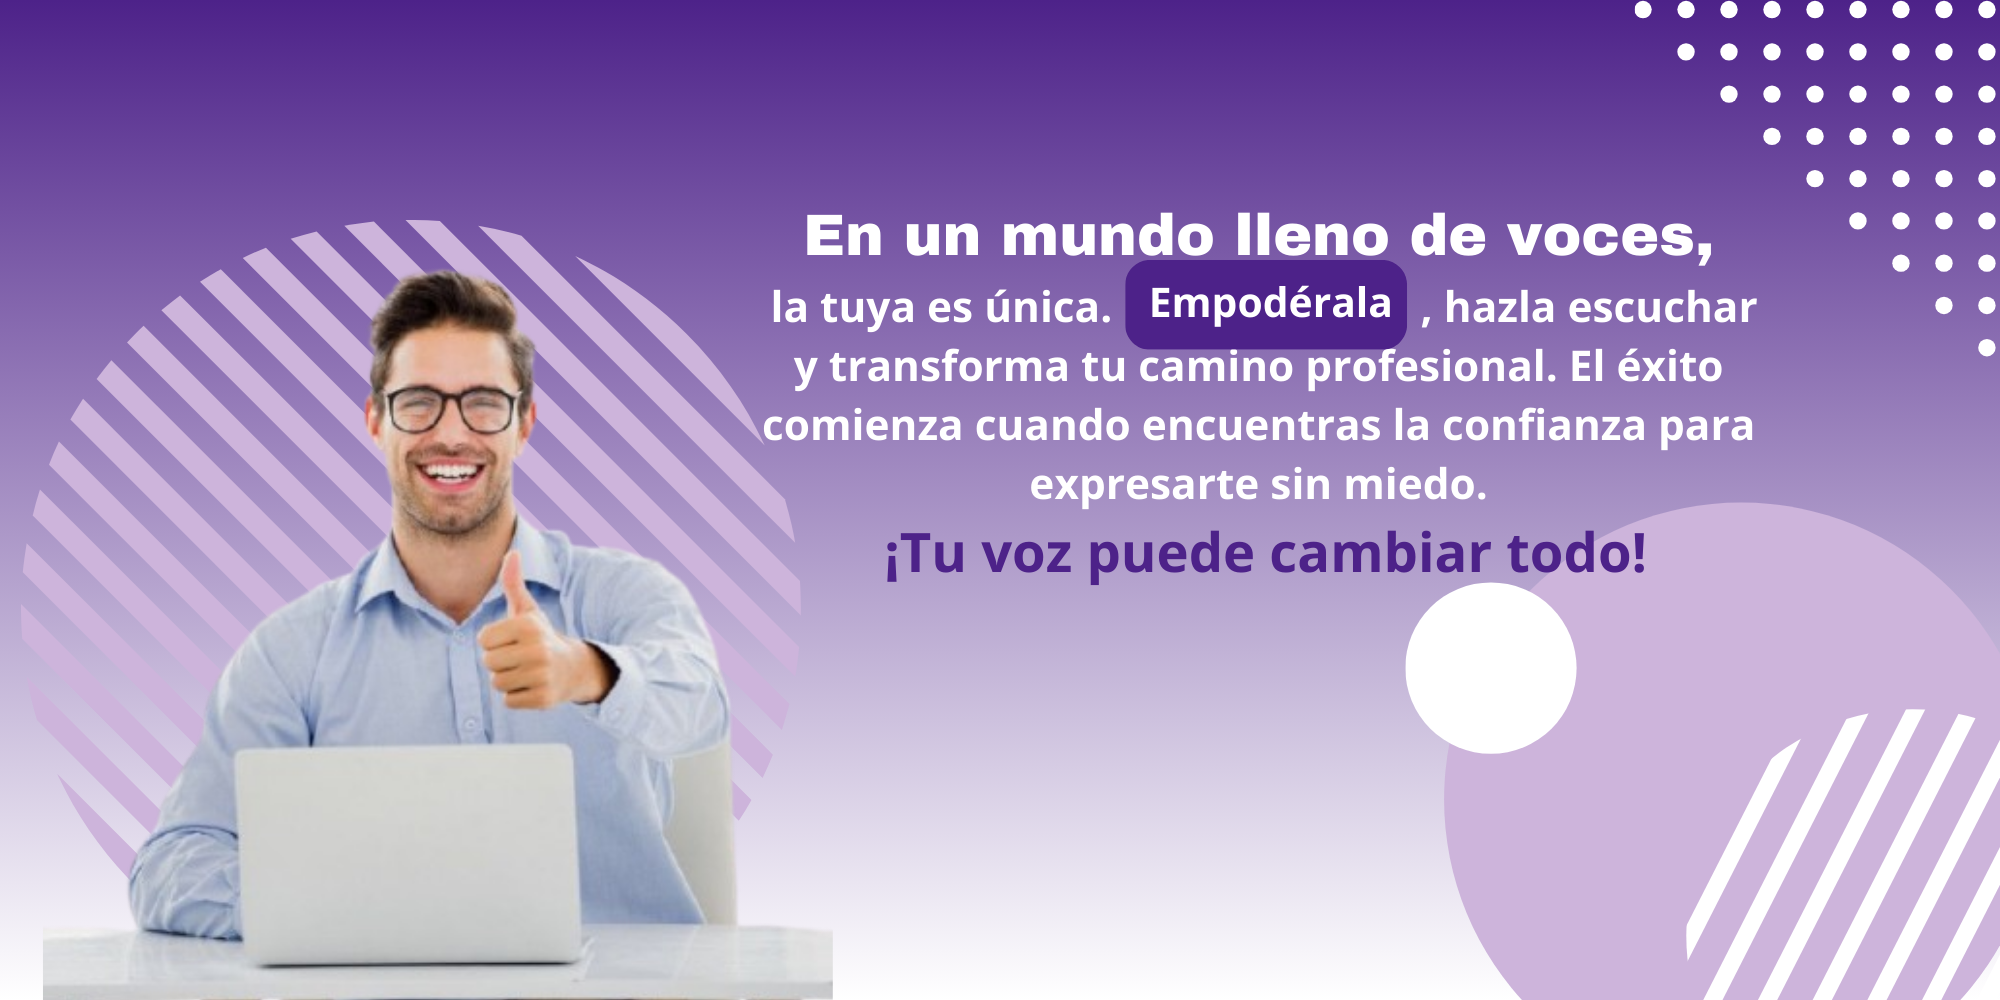 En un mundo lleno de voces,
la tuya es única. Empodérala , hazla escuchar
y transforma tu camino profesional. El éxito
comienza cuando encuentras la confianza para
expresarte sin miedo.
¡Tu voz puede cambiar todo!